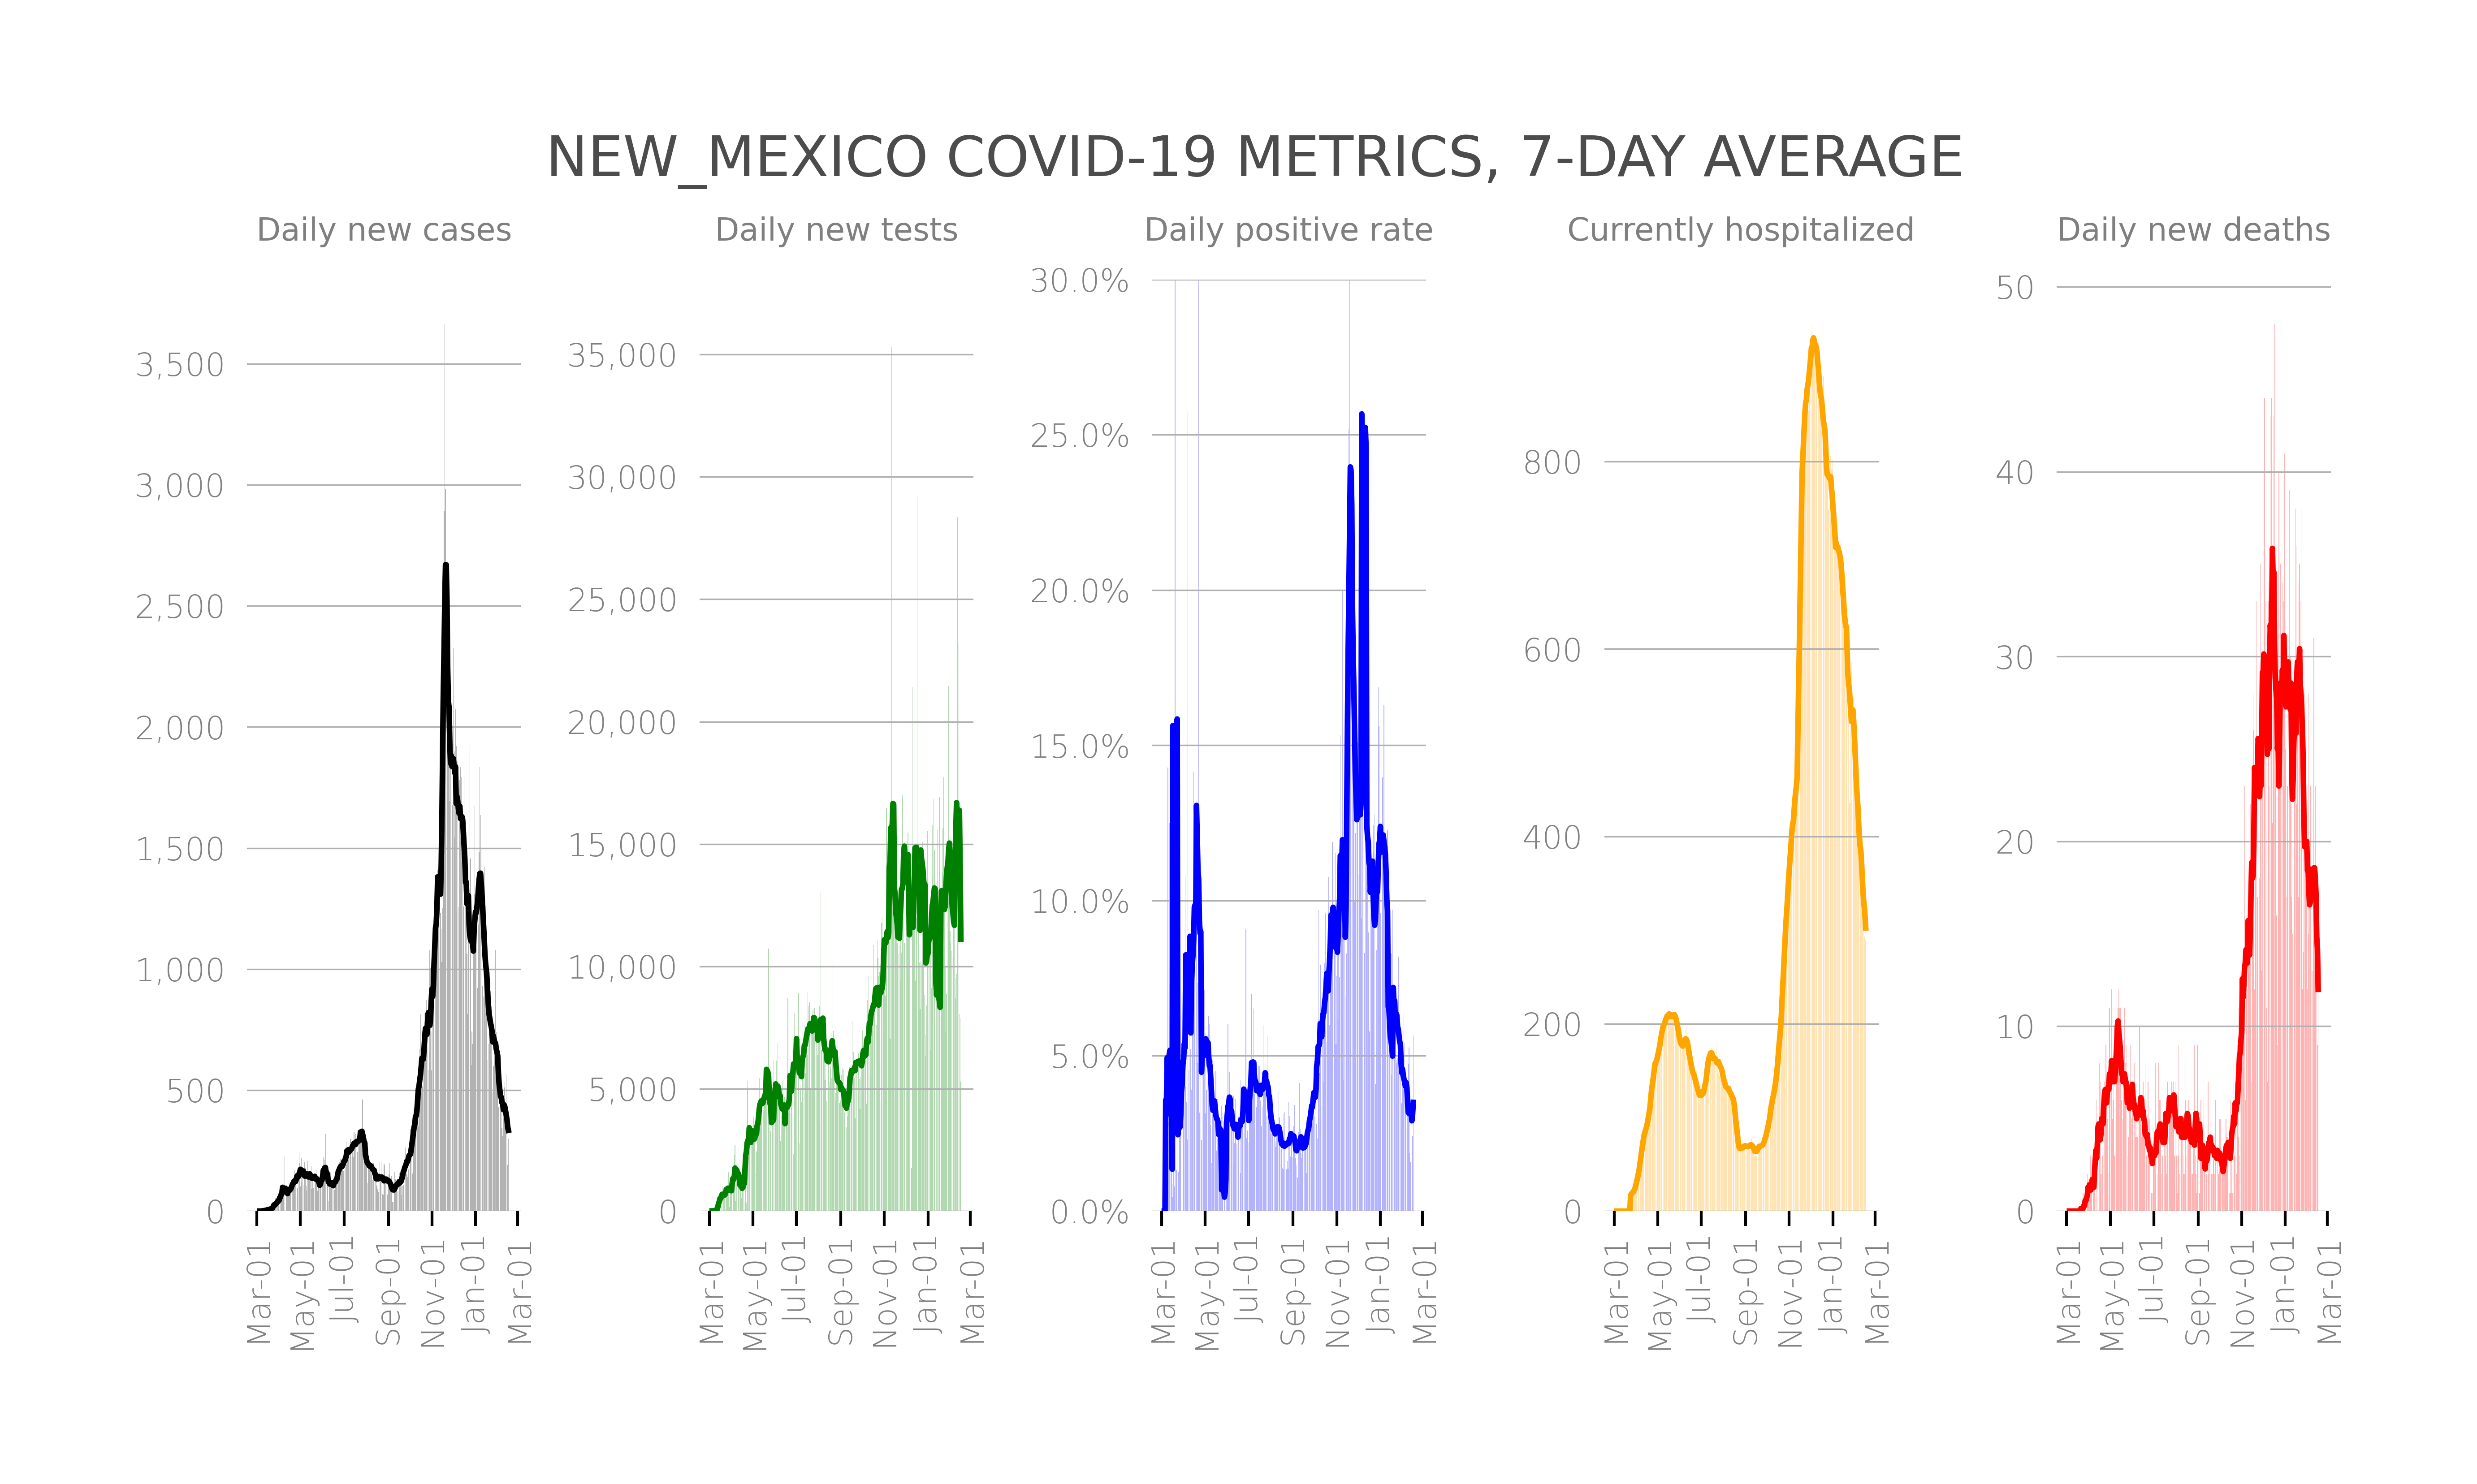 NEW_MEXICO COVID-19 METRICS, 7-DAY AVERAGE
Daily new cases
3,500
3,000
2,500
2,000
1,500
1,000
500
0
Mar-01
May-01
Jul-01
Sep-01
Nov-01
Jan-01
Mar-01
Daily new tests
35,000
30,000
25,000
20,000
15,000
10,000
5,000
0
Mar-01
May-01
Jul-01
Sep-01
Nov-01
Jan-01
Mar-01
Daily positive rate
30.0%
25.0%
20.0%
15.0%
10.0%
5.0%
0.0%
Mar-01
May-01
Jul-01
Sep-01
Nov-01
Jan-01
Mar-01
Currently hospitalized
800
600
400
200
0
Mar-01
May-01
Jul-01
Sep-01
Nov-01
Jan-01
Mar-01
Daily new deaths
50
40
30
20
10
0
Mar-01
May-01
Jul-01
Sep-01
Nov-01
Jan-01
Mar-01